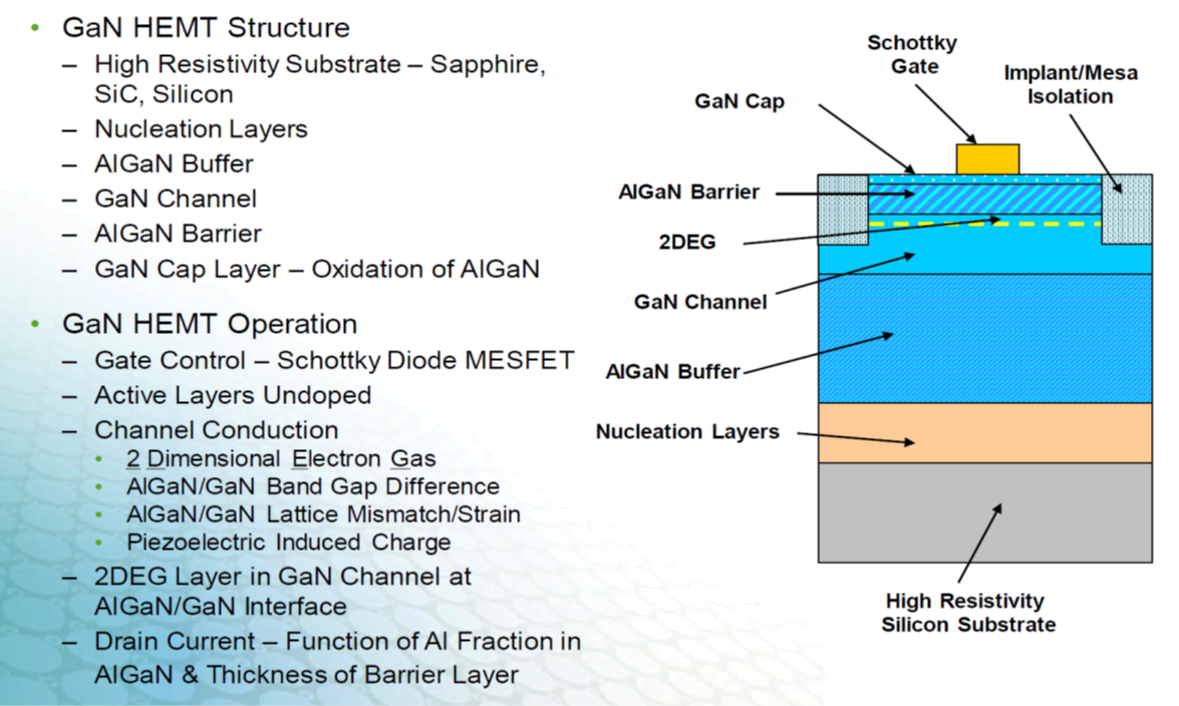 • GaN HEMT Structure
– High Resistivity Substrate – Sapphire,
SiC, Silicon
– Nucleation Layers
– AlGaN Buffer
– GaN Channel
– AlGaN Barrier
– GaN Cap Layer – Oxidation of AlGaN
• GaN HEMT Operation
– Gate Control – Schottky Diode MESFET
– Active Layers Undoped
– Channel Conduction
• 2 Dimensional Electron Gas
• AlGaN/GaN Band Gap Difference
• AlGaN/GaN Lattice Mismatch/Strain
• Piezoelectric Induced Charge
– 2DEG Layer in GaN Channel at
AlGaN/GaN Interface
– Drain Current – Function of Al Fraction in
AlGaN & Thickness of Barrier Layer
Schottky
Gate
Implant/Mesa
Isolation
GaN Cap
AlGaN Barrier
2DEG
GaN Channel
AlGaN Buffer
Nucleation Layers
High Resistivity
Silicon Substrate